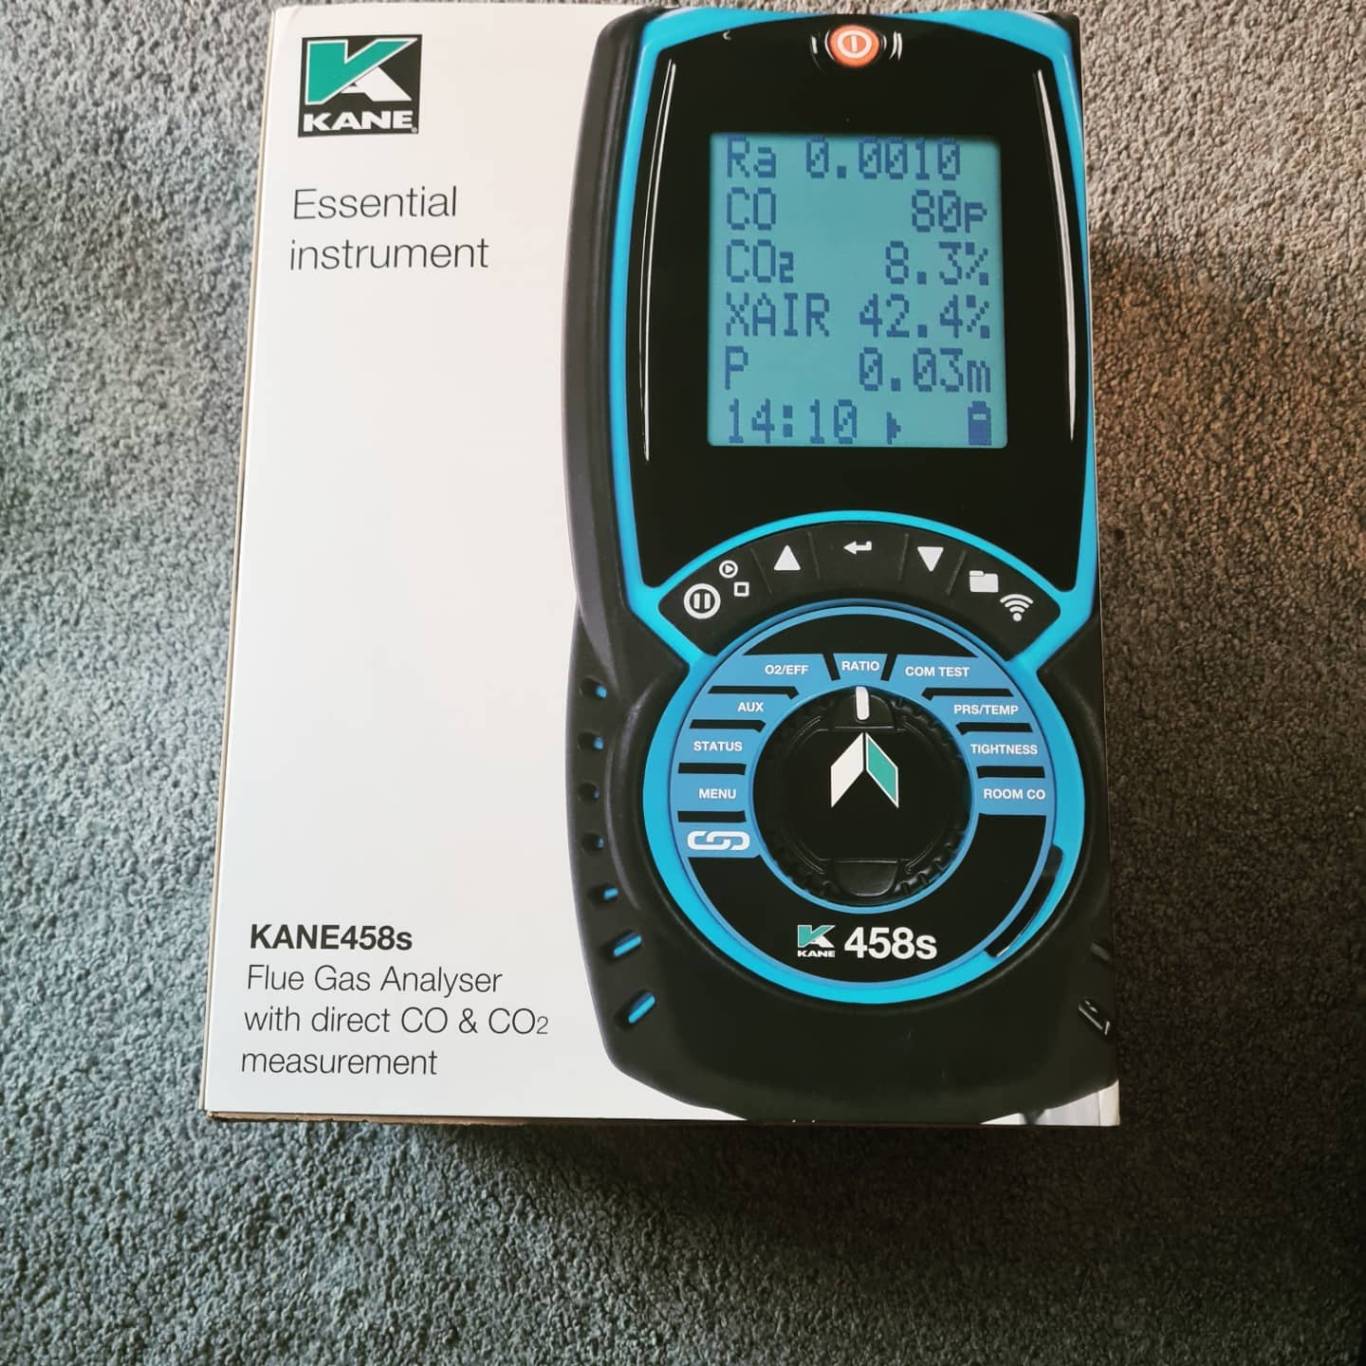 KANE
Essential
instrument
Ra 0.0010
CO 80p
CO2 8.3%
XAIR 42.4%
P 0.03m
14:10
O2/EFF
RATIO
COM TEST
AUX
PRS/TEMP
STATUS
TIGHTNESS
MENU
ROOM CO
KANE 458s
KANE458s
Flue Gas Analyser
with direct CO & CO2
measurement